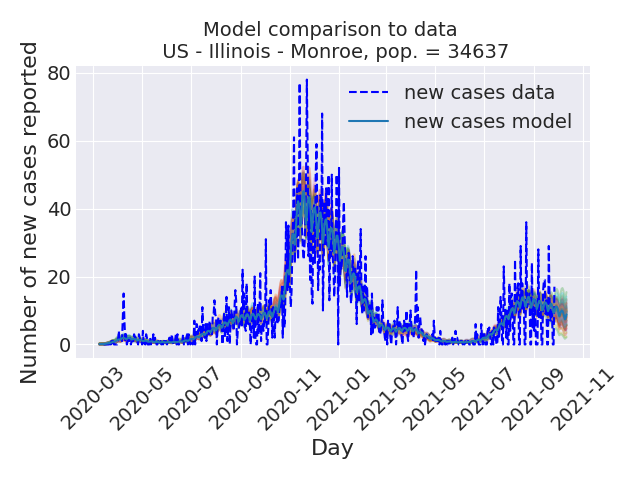 Model comparison to data
US - Illinois - Monroe, pop. = 34637
Number of new cases reported
80
60
40
20
0
new cases data
new cases model
2020-03
2020-05
2020-07
2020-09
2020-11
2021-01
2021-03
2021-05
2021-07
2021-09
2021-11
Day